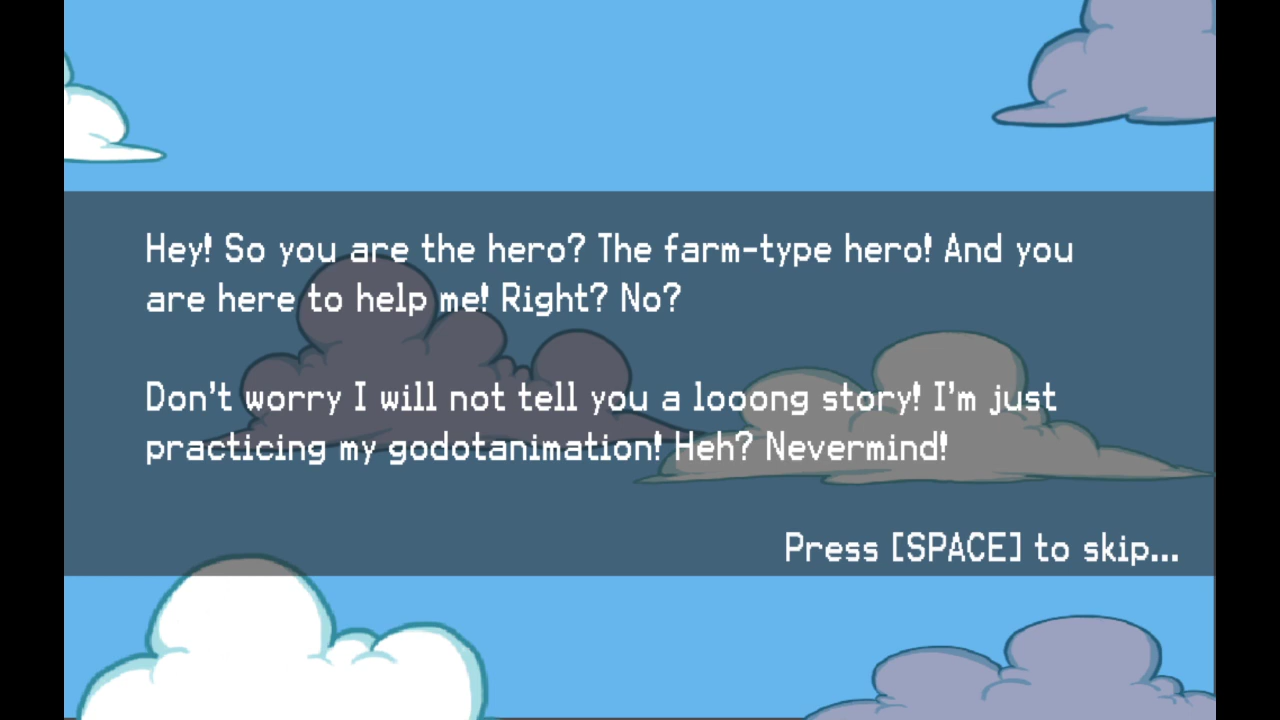 Hey! So you are the hero? The farm-type hero! And you
are here to help me! Right? No?
Don't worry I will not tell you a looong story! I'm just
practicing my godotanimation! Heh? Nevermind!
Press [SPACE] to skip...